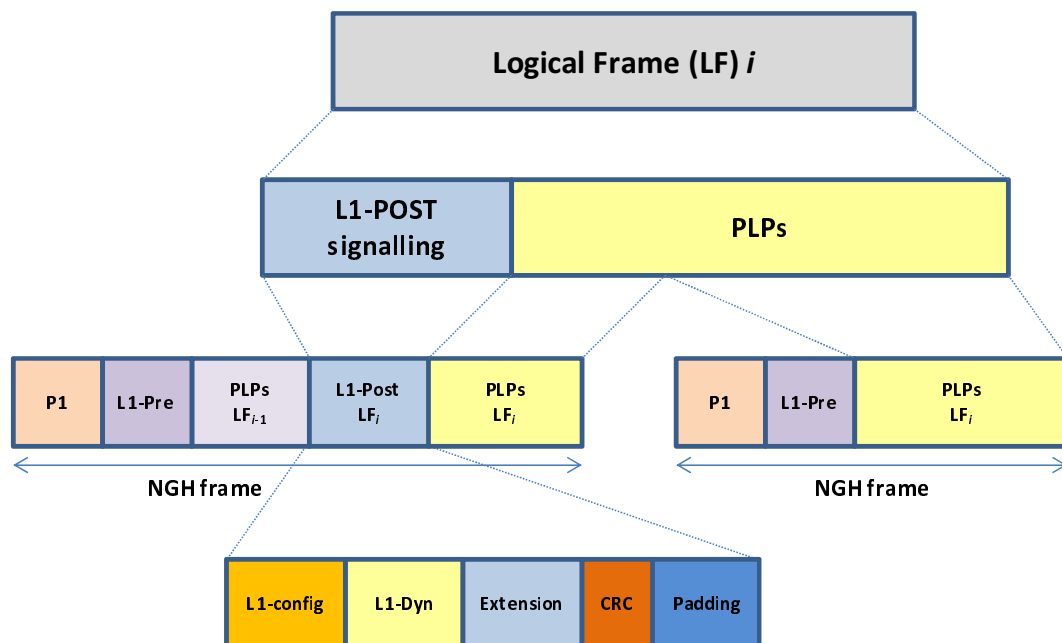 Logical Frame (LF) i
L1-POST
signalling
PLPs
P1
L1-Pre
PLPs
LFi-1
L1-Post
LFi
PLPs
LFi
P1
L1-Pre
PLPs
LFi
NGH frame
NGH frame
L1-config
L1-Dyn
Extension
CRC
Padding